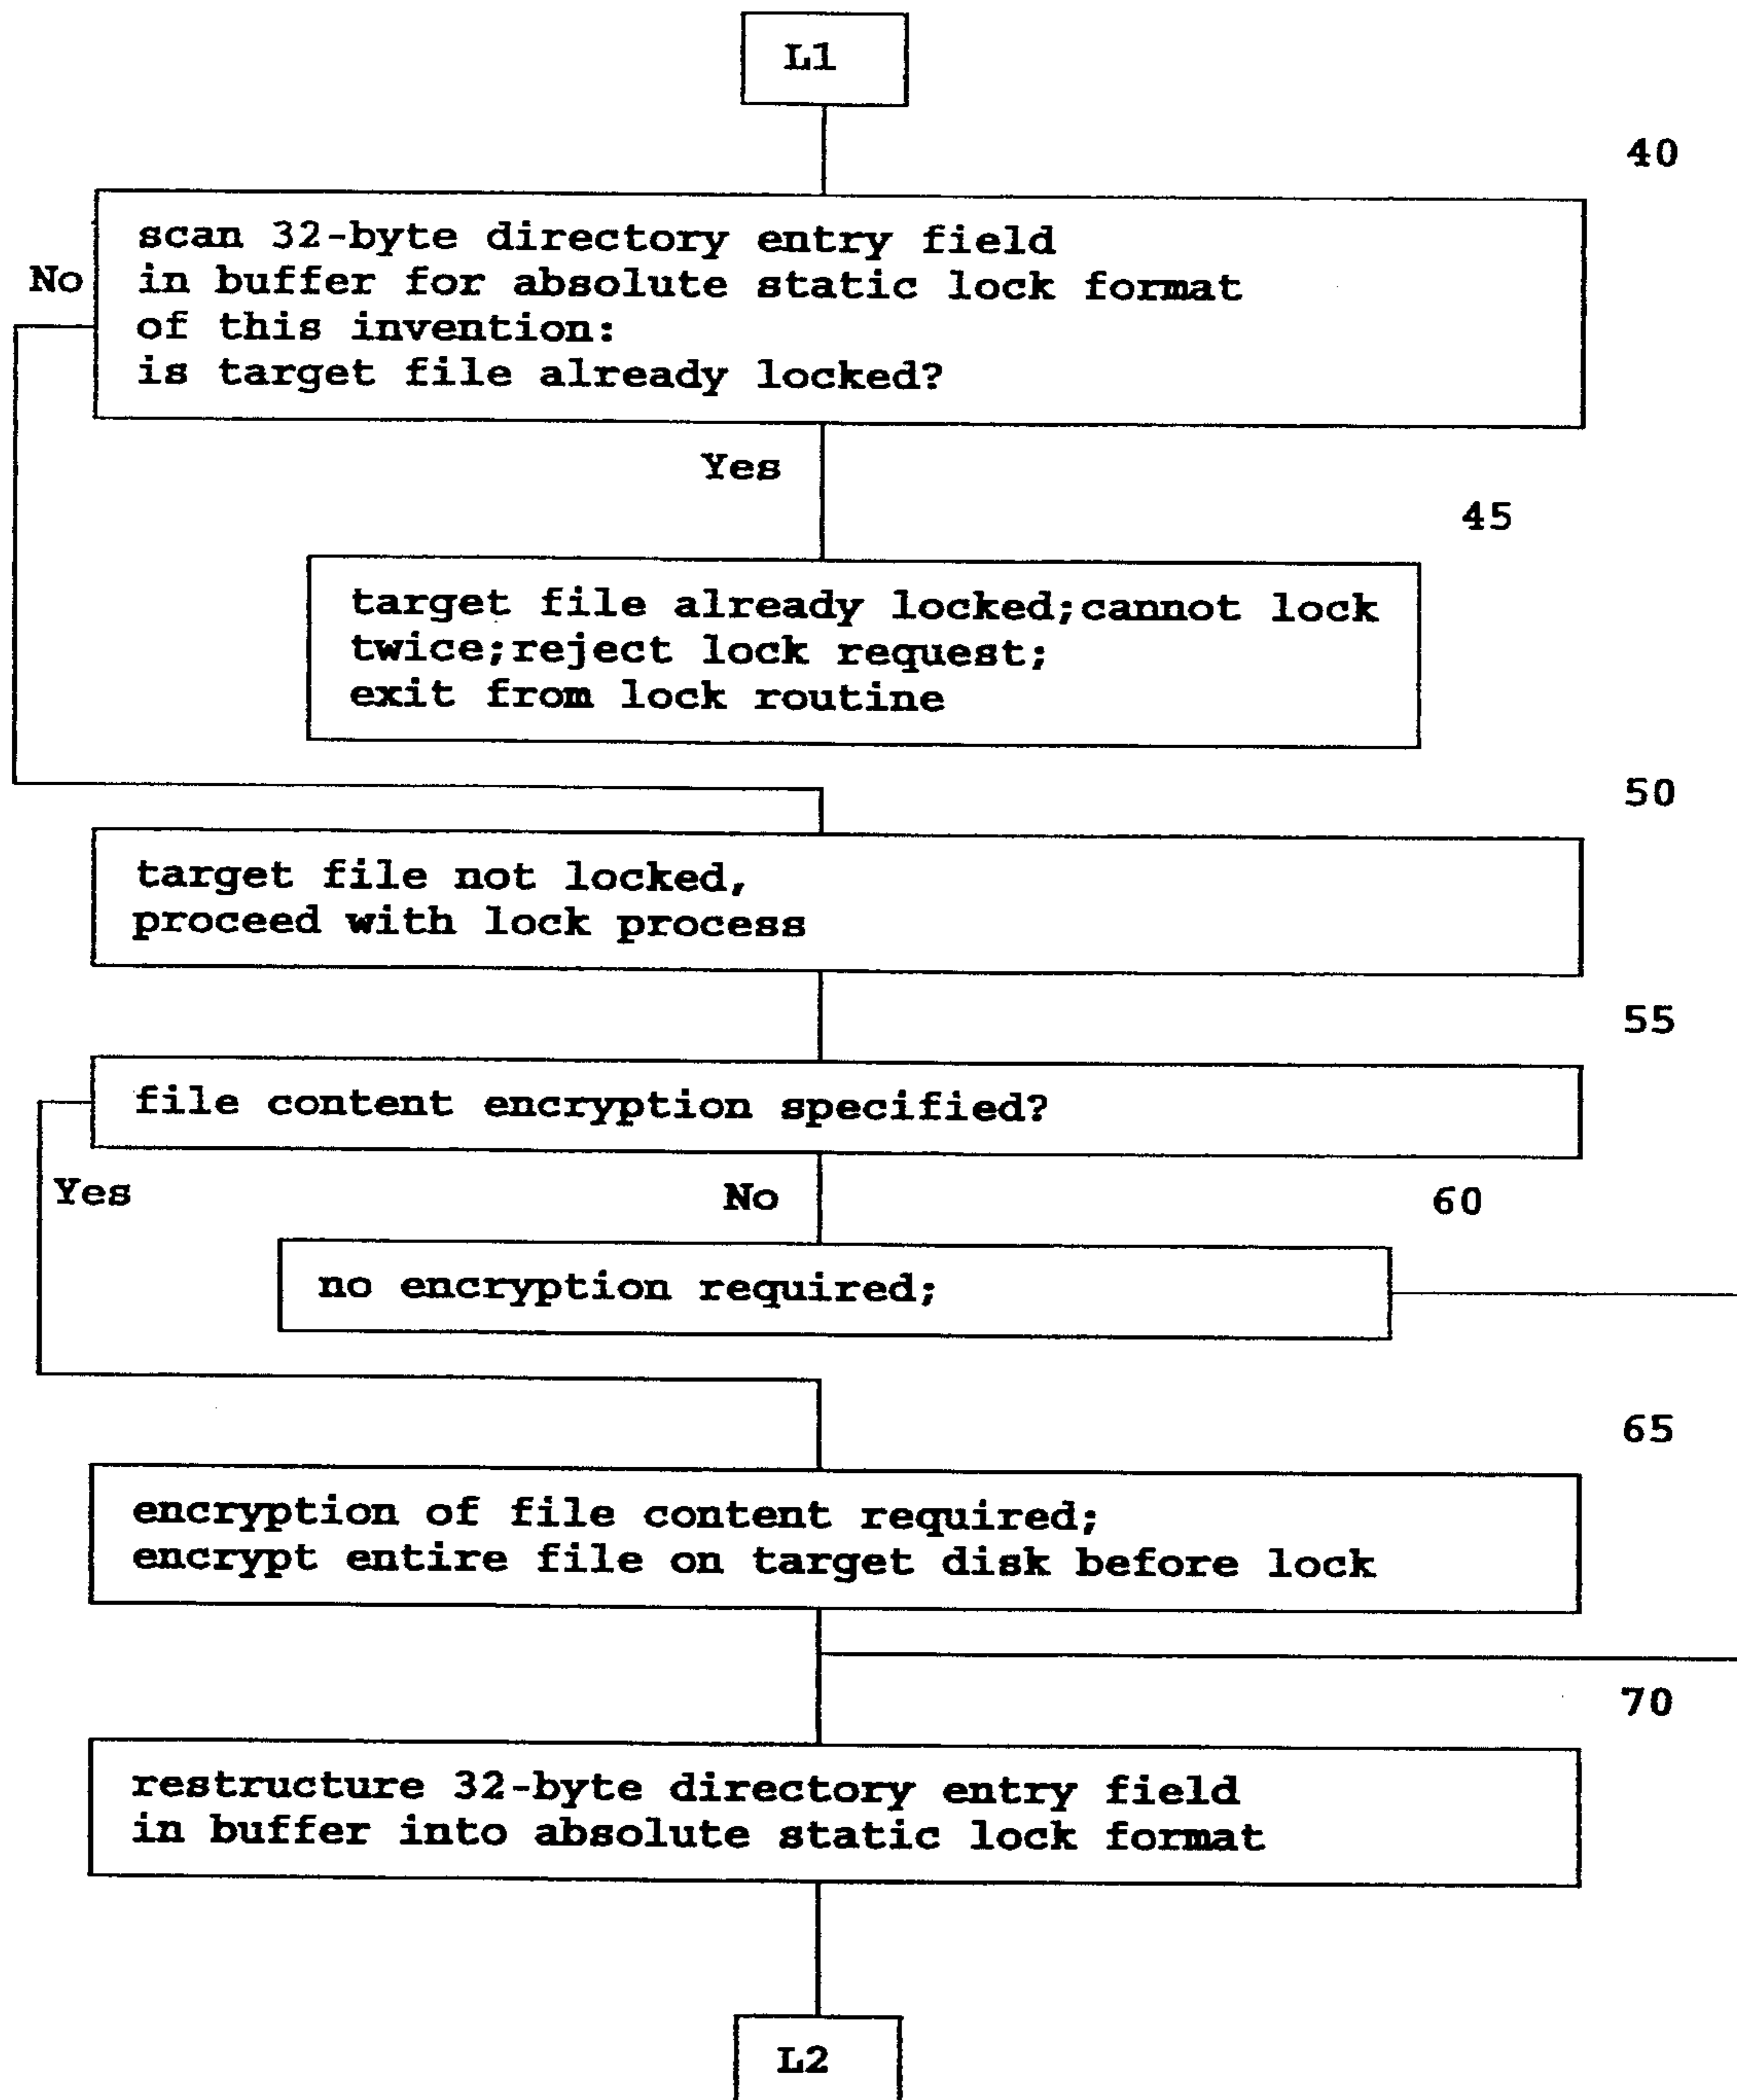 L1
40
scan 32-byte directory entry field
No
in buffer for absolute static lock format
of this invention:
is target file already locked?
Yes
45
target file already locked;cannot lock
twice;reject lock request;
exit from lock routine
50
target file not locked,
proceed with lock process
55
file content encryption specified?
Yes
No
60
no encryption required;
65
encryption of file content required;
encrypt entire file on target disk before lock
70
restructure 32-byte directory entry field
in buffer into absolute static lock format
L2